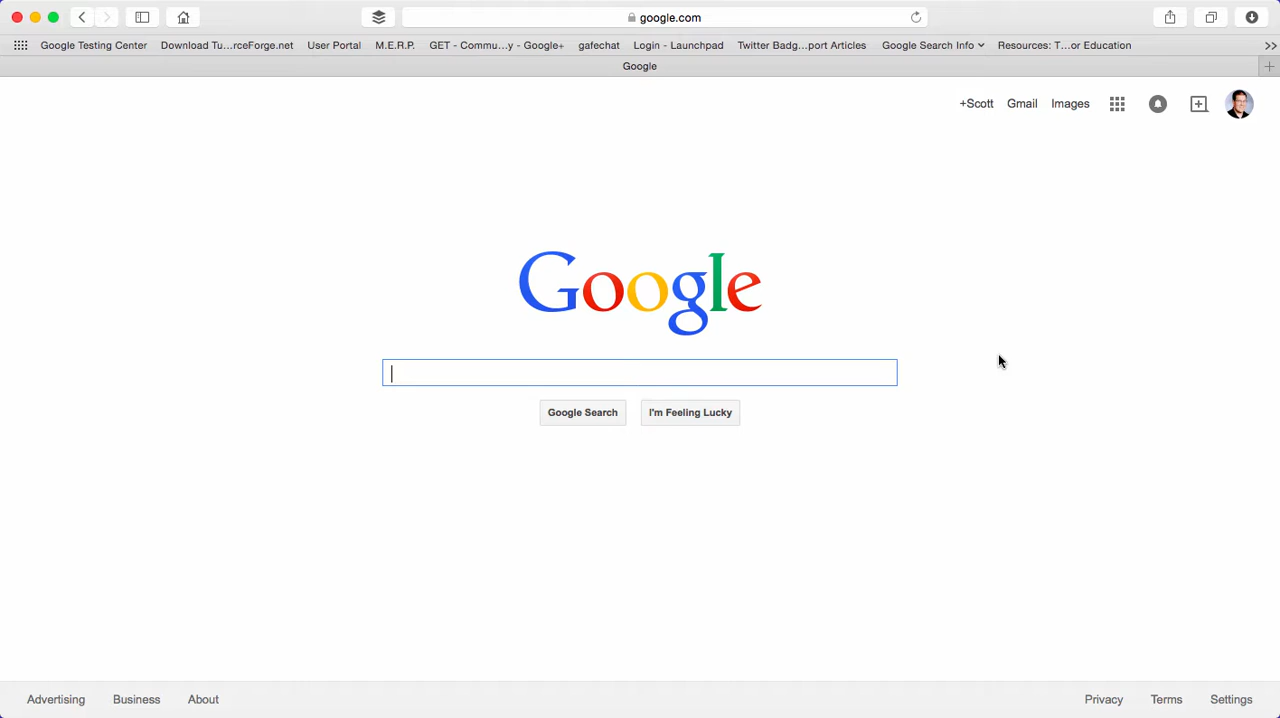 google.com
Google Testing Center Download Tu...rceForge.net User Portal M.E.R.P. GET - Commu...y - Google+ gafechat Login - Launchpad Twitter Badg...port Articles Google Search Info Resources: T...or Education
Google
+Scott Gmail Images
Google
Google Search I'm Feeling Lucky
Advertising Business About Privacy Terms Settings